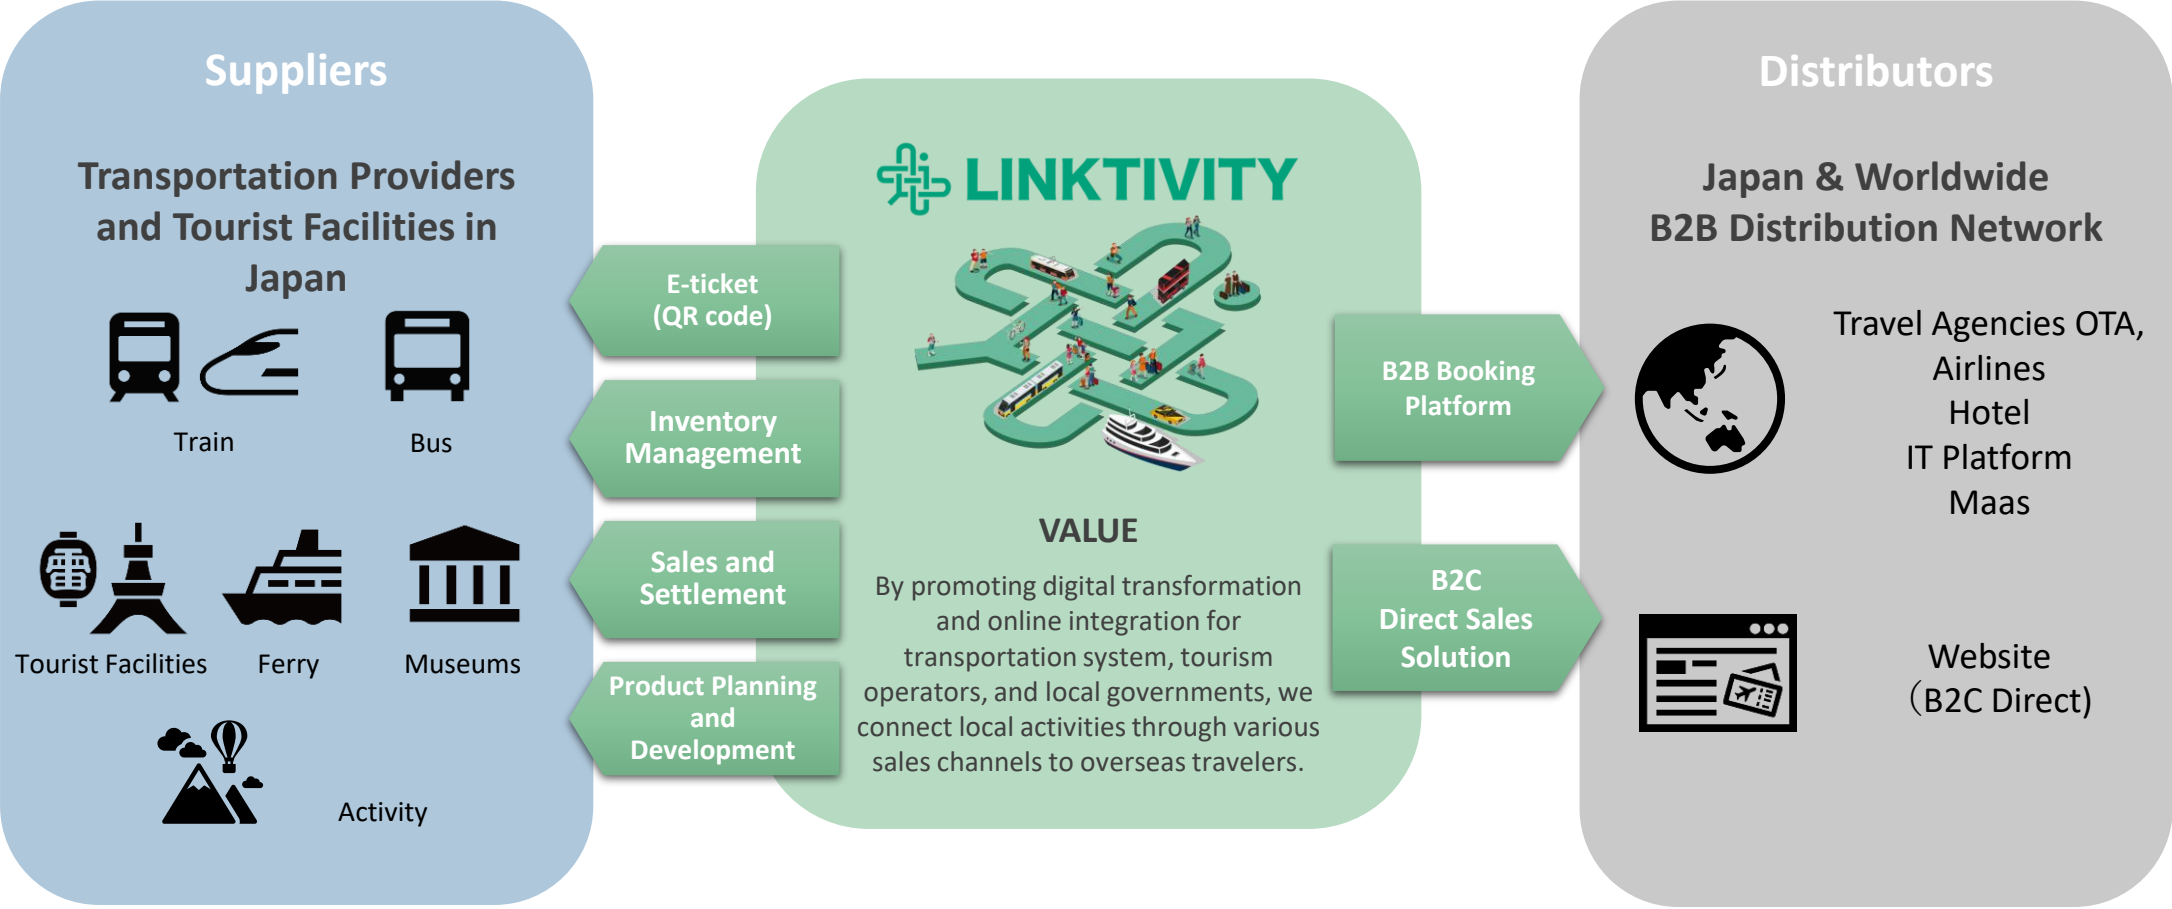 Suppliers
Transportation Providers
and Tourist Facilities in
Japan
Train
Bus
雷
Tourist Facilities
Ferry
Museums
Activity
E-ticket
(QR code)
Inventory
Management
Sales and
Settlement
Product Planning
and
Development
LINKTIVITY
VALUE
By promoting digital transformation
and online integration for
transportation system, tourism
operators, and local governments, we
connect local activities through various
sales channels to overseas travelers.
B2B Booking
Platform
B2C
Direct Sales
Solution
Distributors
Japan & Worldwide
B2B Distribution Network
Travel Agencies OTA,
Airlines
Hotel
IT Platform
Maas
Website
（B2C Direct)